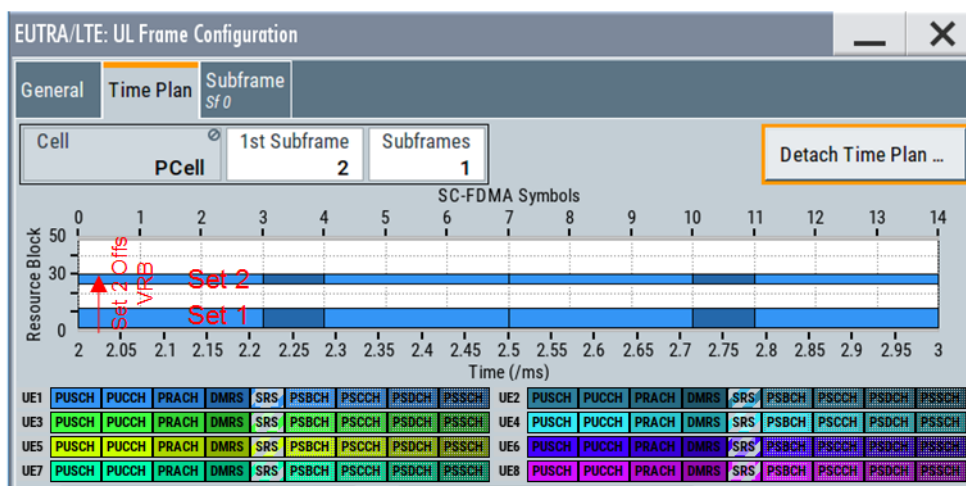 EUTRA/LTE: UL Frame Configuration
General
Time Plan
Subframe
Sf 0
Cell
PCell
1st Subframe
2
Subframes
1
Detach Time Plan ...
SC-FDMA Symbols
0 1 2 3 4 5 6 7 8 9 10 11 12 13 14
Resource Block
50
30
0
Set 2 Offs
VRB
Set 2
Set 1
2 2.05 2.1 2.15 2.2 2.25 2.3 2.35 2.4 2.45 2.5 2.55 2.6 2.65 2.7 2.75 2.8 2.85 2.9 2.95 3
Time (/ms)
UE1 PUSCH PUCCH PRACH DMRS SRS PSBCH PSCCH PSDCH PSSCH UE2 PUSCH PUCCH PRACH DMRS SRS PSBCH PSCCH PSDCH PSSCH
UE3 PUSCH PUCCH PRACH DMRS SRS PSBCH PSCCH PSDCH PSSCH UE4 PUSCH PUCCH PRACH DMRS SRS PSBCH PSCCH PSDCH PSSCH
UE5 PUSCH PUCCH PRACH DMRS SRS PSBCH PSCCH PSDCH PSSCH UE6 PUSCH PUCCH PRACH DMRS SRS PSBCH PSCCH PSDCH PSSCH
UE7 PUSCH PUCCH PRACH DMRS SRS PSBCH PSCCH PSDCH PSSCH UE8 PUSCH PUCCH PRACH DMRS SRS PSBCH PSCCH PSDCH PSSCH